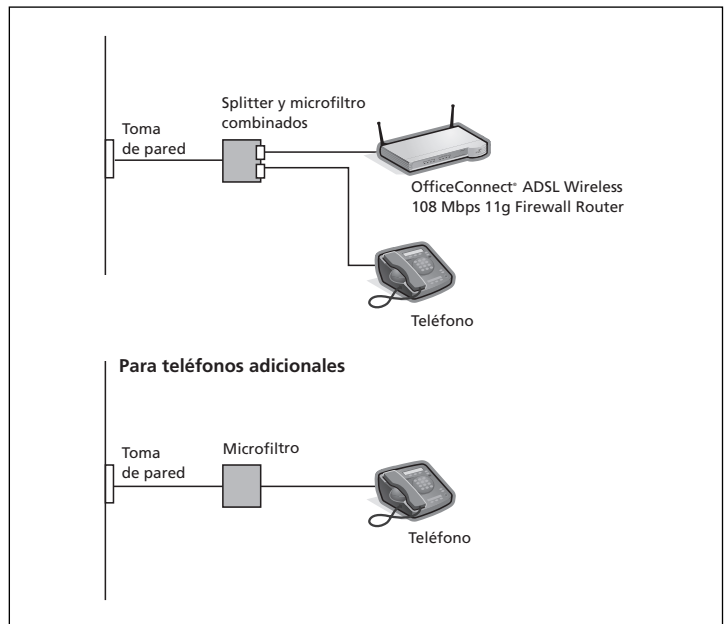 Splitter y microfiltro
combinados
Toma
de pared
OfficeConnect® ADSL Wireless
108 Mbps 11g Firewall Router
Teléfono
Para teléfonos adicionales
Toma
de pared
Microfiltro
Teléfono